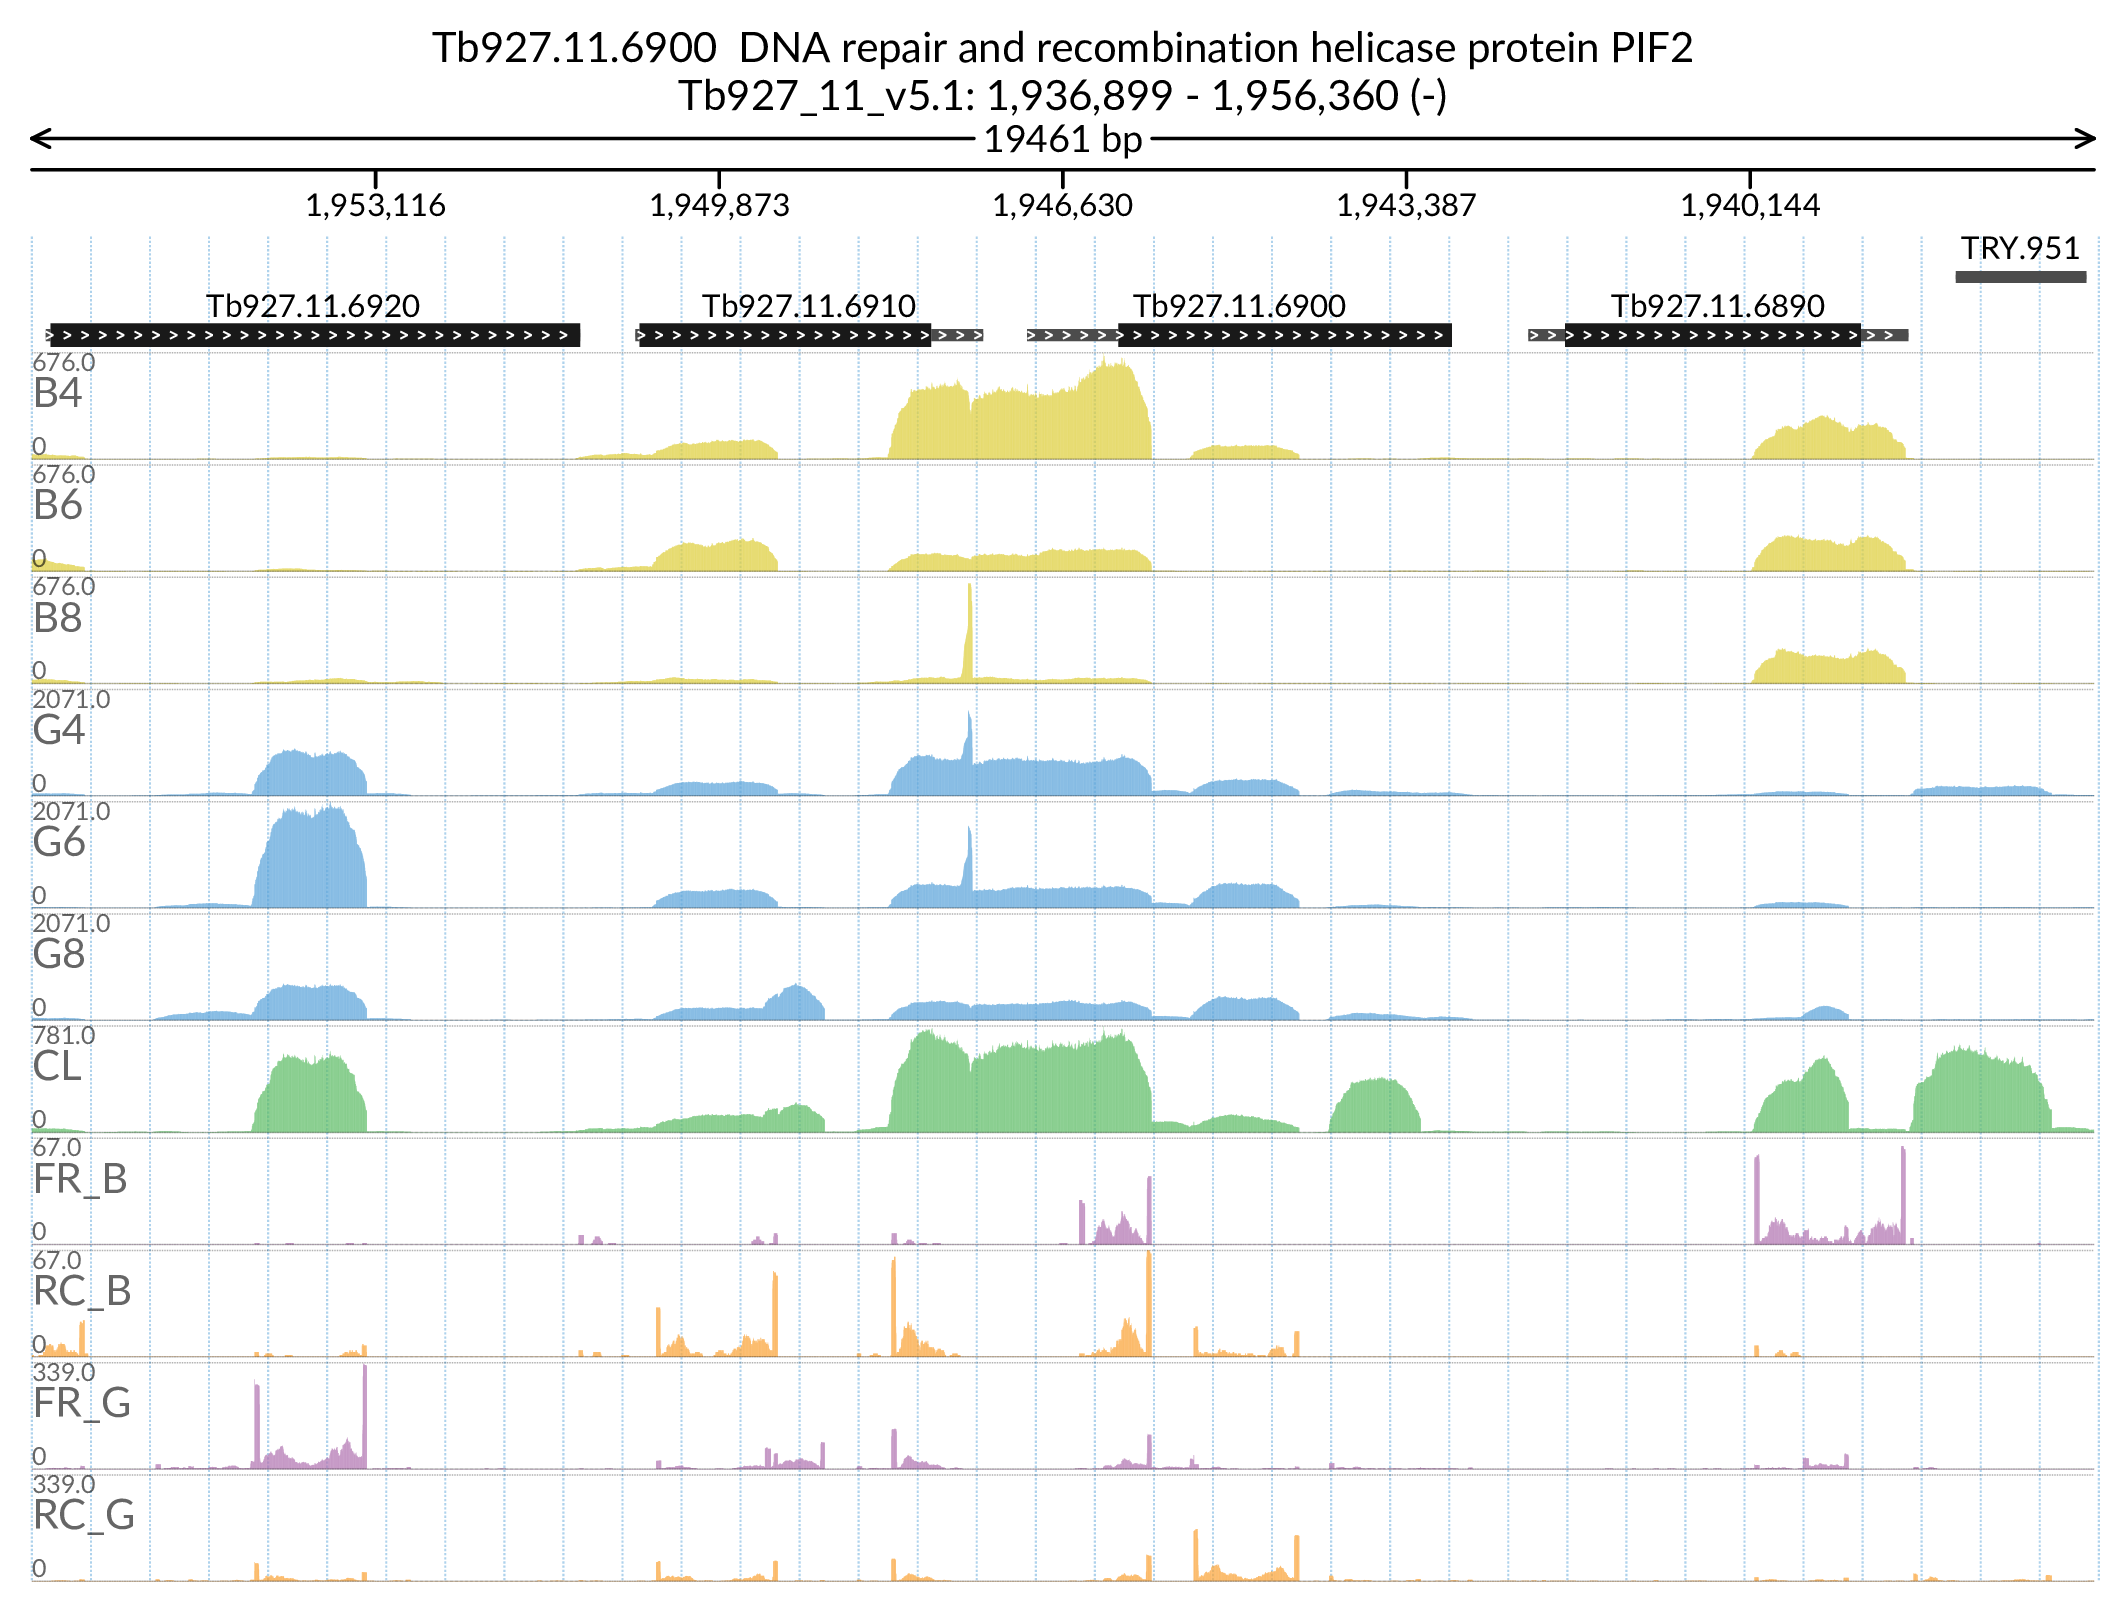 Tb927.11.6900  DNA repair and recombination helicase protein PIF2
Tb927_11_v5.1: 1,936,899 - 1,956,360 (-)
19461 bp
1,953,116 1,949,873 1,946,630 1,943,387 1,940,144
TRY.951
Tb927.11.6920 Tb927.11.6910 Tb927.11.6900 Tb927.11.6890
676.0
B4
0
676.0
B6
0
676.0
B8
0
2071.0
G4
0
2071.0
G6
0
2071.0
G8
0
781.0
CL
0
67.0
FR_B
0
67.0
RC_B
0
339.0
FR_G
0
339.0
RC_G
0